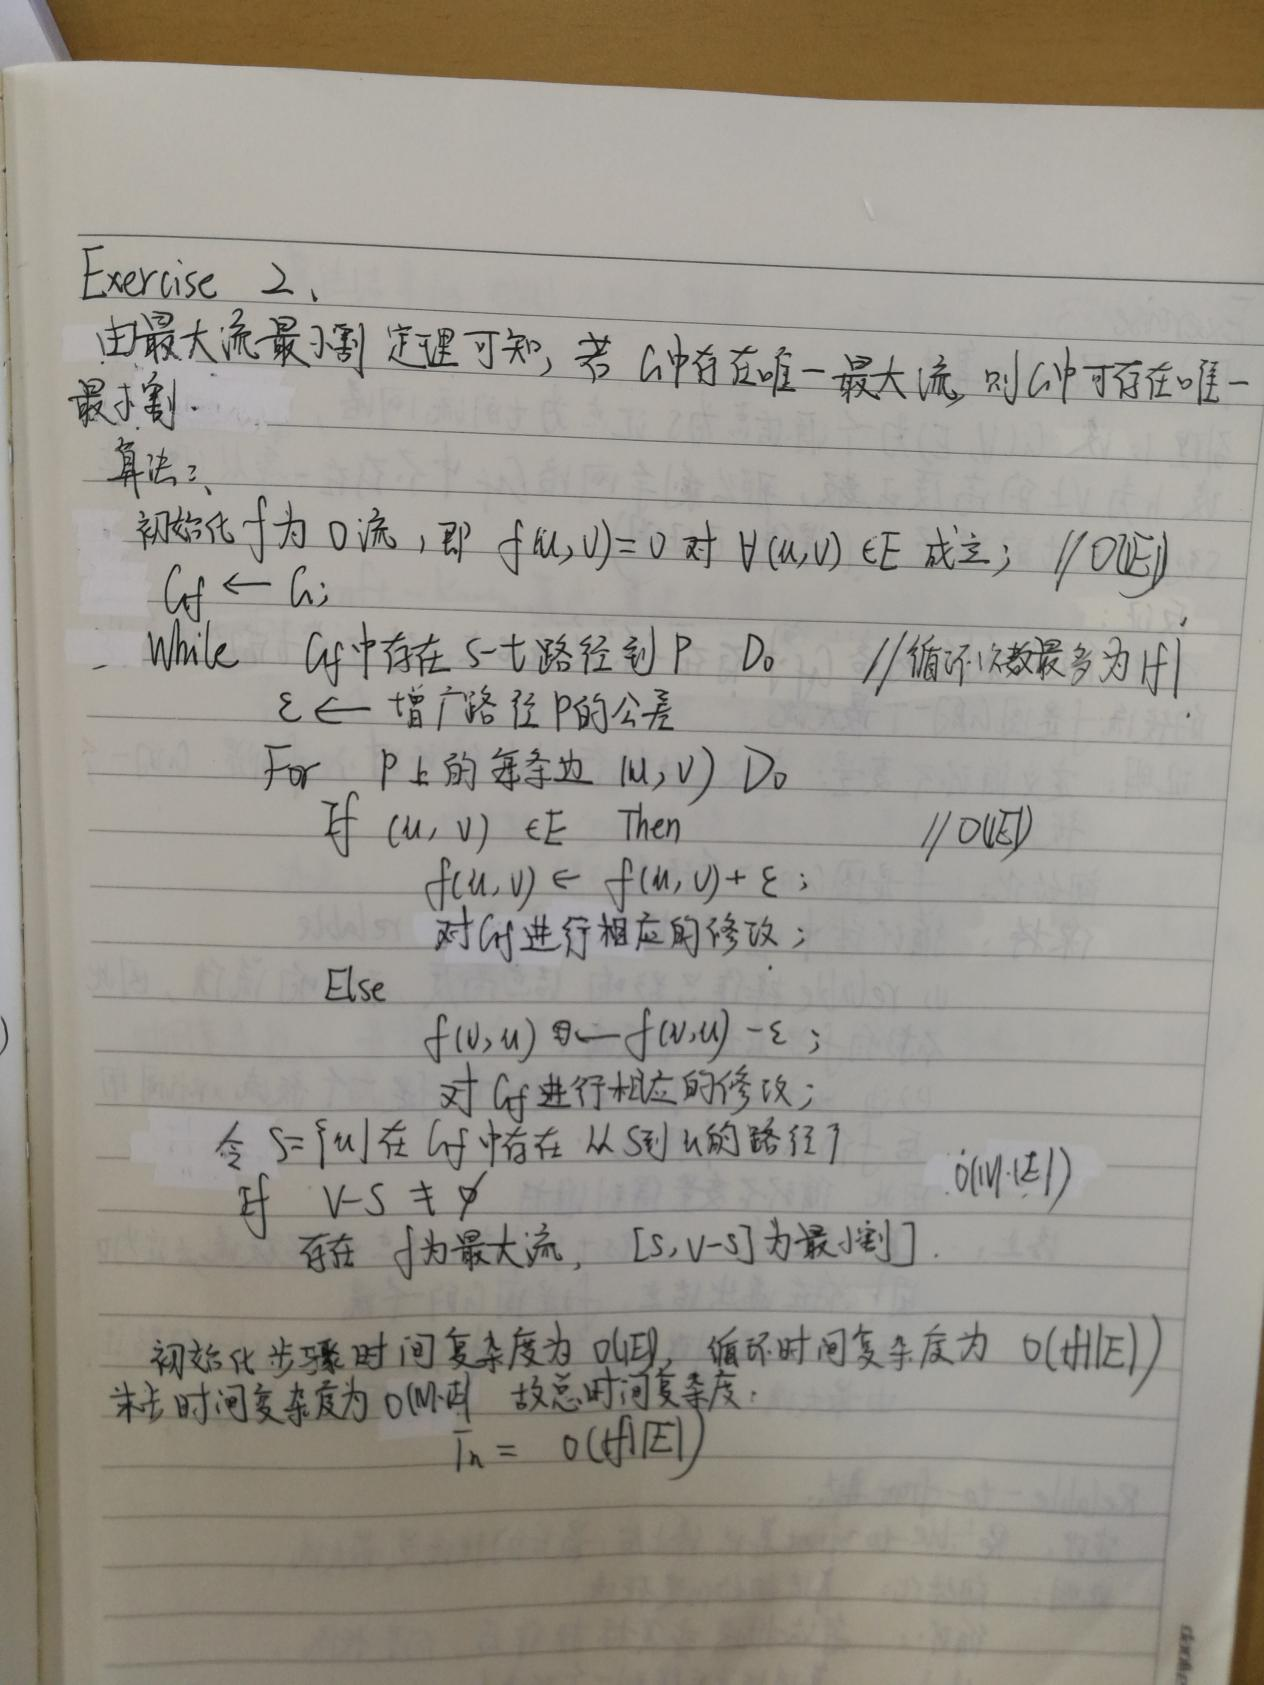 Exercise 2、
由最大流最小割定理可知，若G中存在唯一最大流，则G中可存在唯一
最小割.
算法：、
初始化f为0流，即 f(u,v)=0 对 ∀(u,v)∈E 成立； //O(|E|)
Gf ← G；
While Gf中存在s-t路径到P Do //循环次数最多为|f|
ε ← 增广路径P的公差
For P上的每条边 (u,v) Do
If (u,v) ∈E Then //O(|E|)
f(u,v) ← f(u,v)+ε；
对Gf进行相应的修改；
Else
f(v,u) ← f(v,u)-ε；
对Gf进行相应的修改；
令 S={u|在Gf中存在从S到u的路径}
If V-S ≠ ∅ O(|V|·|E|)
存在 f为最大流， [S,V-S]为最小割].
初始化步骤时间复杂度为O(|E|)，循环时间复杂度为 O(|f||E|)
时间复杂度为O(|V|·|E|) 故总时间复杂度：
Tn = O(|f||E|)